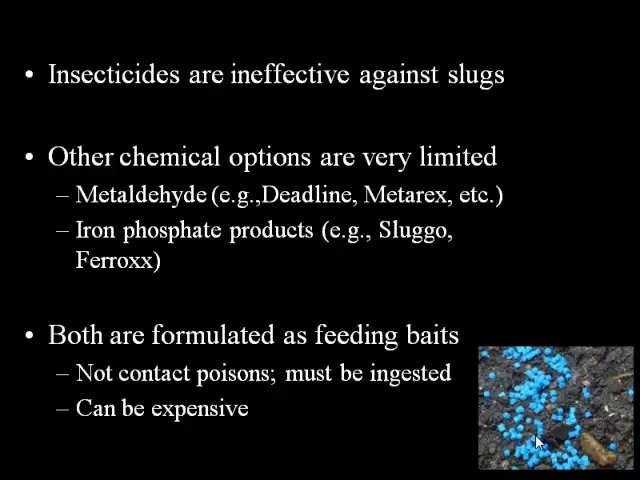 • Insecticides are ineffective against slugs
• Other chemical options are very limited
– Metaldehyde (e.g.,Deadline, Metarex, etc.)
– Iron phosphate products (e.g., Sluggo,
Ferroxx)
• Both are formulated as feeding baits
– Not contact poisons; must be ingested
– Can be expensive